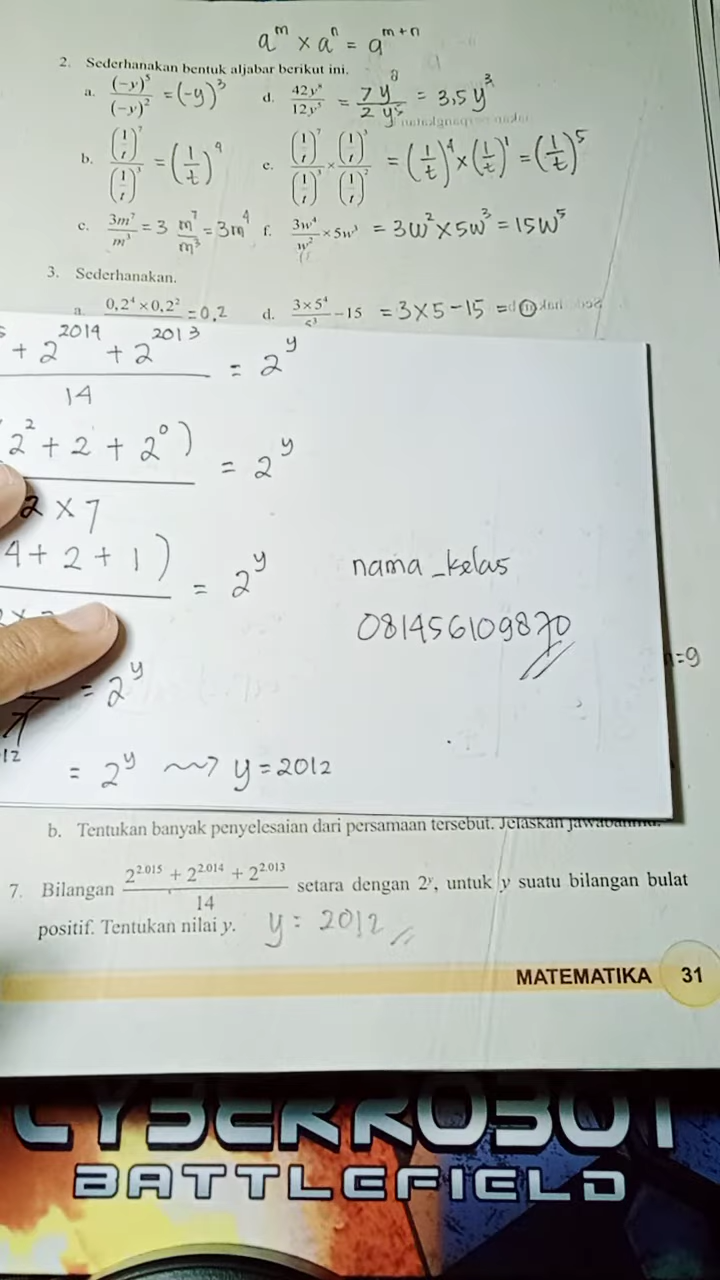 a^m × a^n = a^(m+n)
2. Sederhanakan bentuk aljabar berikut ini.
a. (-y)^5/(-y)^2 = (-y)^3
d. 42y^8/12y^5 = 7y^8/2y^5 = 3,5y^3
b. (1/t)^7/(1/t)^3 = (1/t)^4
e. (1/t)^7/(1/t)^3 × (1/t)^3/(1/t)^2 = (1/t)^4 × (1/t)^1 = (1/t)^5
c. 3m^7/m^3 = 3 m^7/m^3 = 3m^4
f. 3w^4/w^2 × 5w^3 = 3w^2 × 5w^3 = 15w^5
3. Sederhanakan.
a. 0,2^4 × 0,2^2 = 0,2
d. 3 × 5^4 - 15 = 3 × 5 - 15 =
+ 2^2014 + 2^2013
14
= 2^y
2^2 + 2 + 2^0)
2 × 7
= 2^y
4 + 2 + 1)
= 2^y
nama_kelas
081456109870
n=9
= 2^y
12
= 2^y ⇝ y = 2012
b. Tentukan banyak penyelesaian dari persamaan tersebut. Jelaskan
7. Bilangan (2^2.015 + 2^2.014 + 2^2.013)/14 setara dengan 2^y, untuk y suatu bilangan bulat
positif. Tentukan nilai y. y = 2012
MATEMATIKA 31
CYBERROBOT
BATTLEFIELD